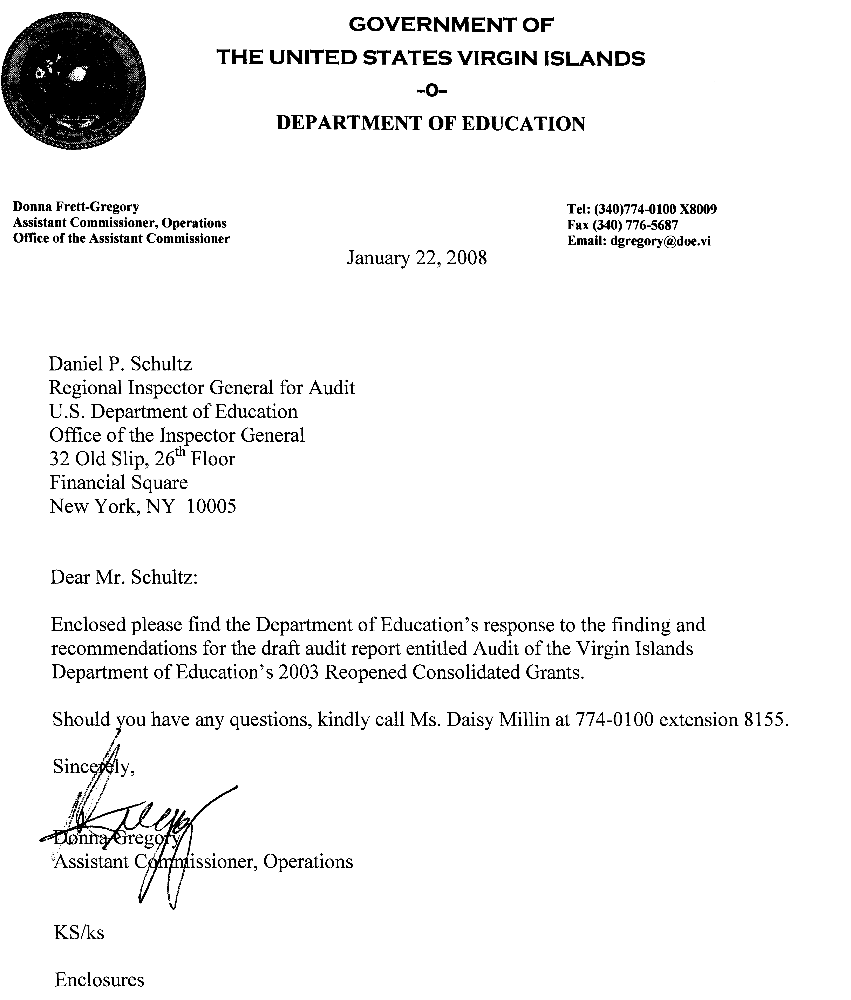 GOVERNMENT OF
THE UNITED STATES VIRGIN ISLANDS
-O-
DEPARTMENT OF EDUCATION
Government of
United States Virgin
Donna Frett-Gregory
Assistant Commissioner, Operations
Office of the Assistant Commissioner
Tel: (340)774-0100 X8009
Fax (340) 776-5687
Email: dgregory@doe.vi
January 22, 2008
Daniel P. Schultz
Regional Inspector General for Audit
U.S. Department of Education
Office of the Inspector General
32 Old Slip, 26th Floor
Financial Square
New York, NY 10005
Dear Mr. Schultz:
Enclosed please find the Department of Education's response to the finding and
recommendations for the draft audit report entitled Audit of the Virgin Islands
Department of Education's 2003 Reopened Consolidated Grants.
Should you have any questions, kindly call Ms. Daisy Millin at 774-0100 extension 8155.
Sincerely,
Donna Gregory
Assistant Commissioner, Operations
KS/ks
Enclosures